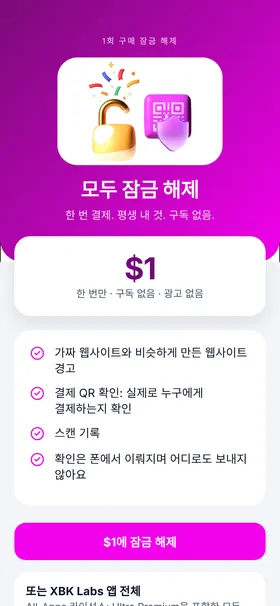 1회 구매 잠금 해제
모두 잠금 해제
한 번 결제. 평생 내 것. 구독 없음.
$1
한 번만 · 구독 없음 · 광고 없음
가짜 웹사이트와 비슷하게 만든 웹사이트
경고
결제 QR 확인: 실제로 누구에게
결제하는지 확인
스캔 기록
확인은 폰에서 이뤄지며 어디로도 보내지
않아요
$1에 잠금 해제
또는 XBK Labs 앱 전체